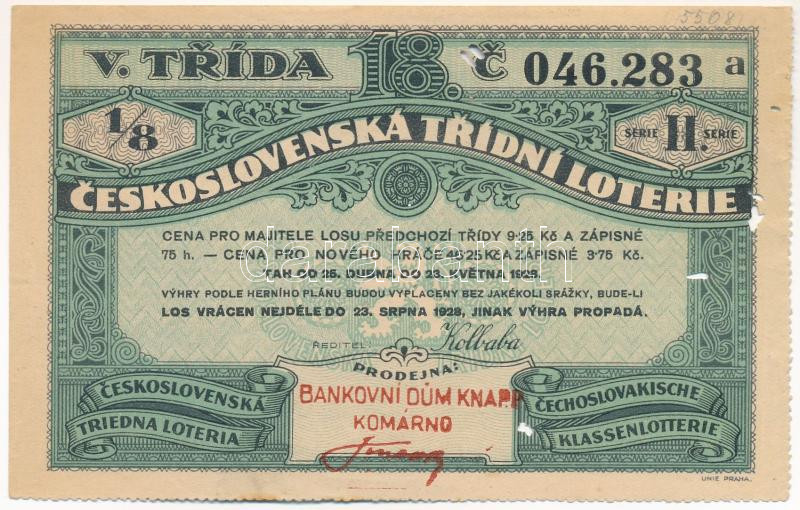 5508
V. TŘÍDA 18. Č 046.283 a
1/8
SERIE II. SERIE
ČESKOSLOVENSKÁ TŘÍDNÍ LOTERIE
CENA PRO MAJITELE LOSU PŘEDCHOZÍ TŘÍDY 9·25 Kč A ZÁPISNÉ
75 h. — CENA PRO NOVÉHO HRÁČE 46·25 Kč A ZÁPISNÉ 3·75 Kč.
TAH OD 25. DUBNA DO 23. KVĚTNA 1928.
VÝHRY PODLE HERNÍHO PLÁNU BUDOU VYPLACENY BEZ JAKÉKOLI SRÁŽKY, BUDE-LI
LOS VRÁCEN NEJDÉLE DO 23. SRPNA 1928, JINAK VÝHRA PROPADÁ.
ŘEDITEL: Kolbaba
PRODEJNA:
BANKOVNÍ DŮM KNAPP
KOMÁRNO
ČESKOSLOVENSKÁ
TRIEDNA LOTERIA
ČECHOSLOVAKISCHE
KLASSENLOTTERIE
UNIE PRAHA.
darabanth